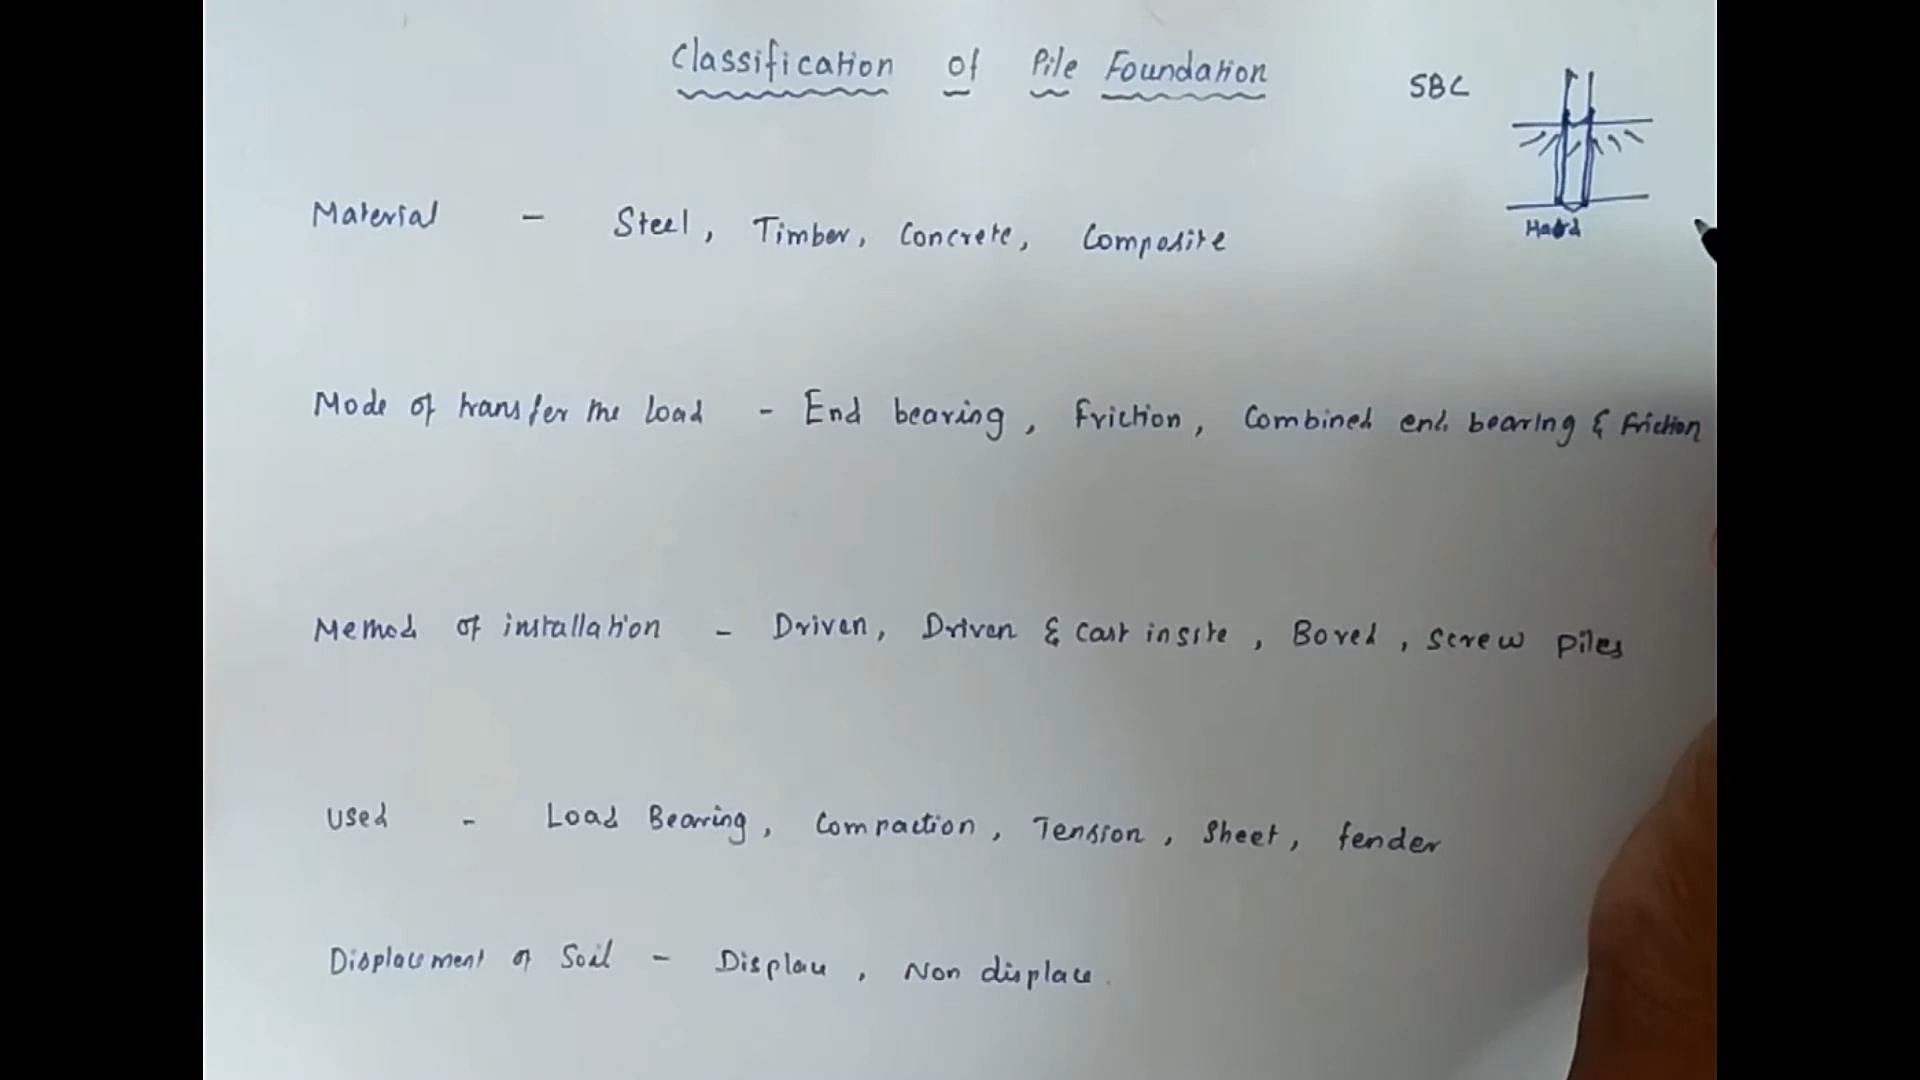 Classification of Pile Foundation
SBC
Hard
Material - Steel, Timber, Concrete, Composite
Mode of transfer the load - End bearing, Friction, Combined end bearing & Friction
Method of installation - Driven, Driven & Cast insite, Bored, Screw Piles
Used - Load Bearing, Compaction, Tension, Sheet, fender
Displacement of Soil - Displace, Non displace.